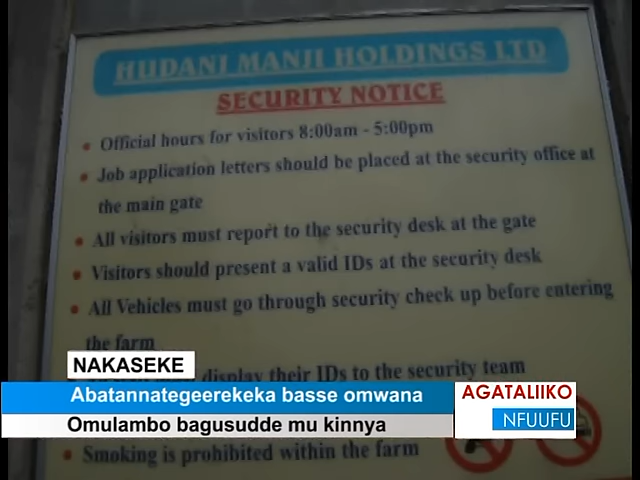 HUDANI MANJI HOLDINGS LTD
SECURITY NOTICE
• Official hours for visitors 8:00am - 5:00pm
• Job application letters should be placed at the security office at
the main gate
• All visitors must report to the security desk at the gate
• Visitors should present a valid IDs at the security desk
• All Vehicles must go through security check up before entering
the farm
display their IDs to the security team
NAKASEKE
Abatannategeerekeka basse omwana
Omulambo bagusudde mu kinnya
AGATALIIKO
NFUUFU
• Smoking is prohibited within the farm